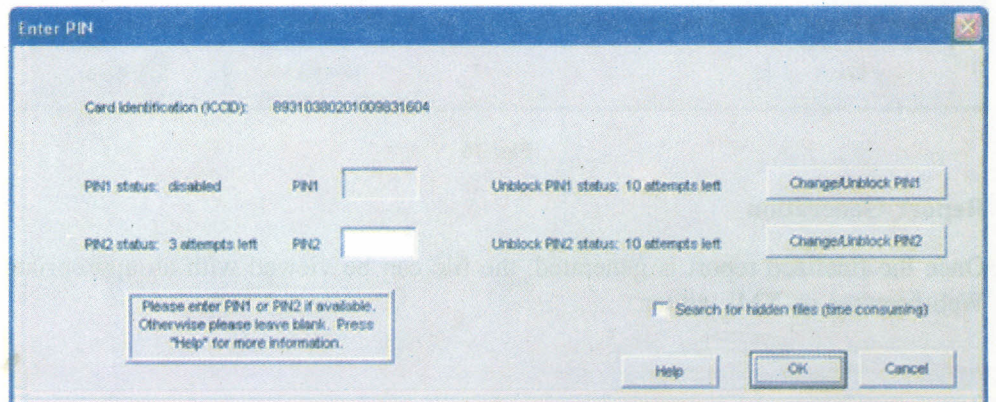 Enter PIN
Card Identification (ICCID): 89310380201009831604
PIN1 status: disabled PIN1 Unblock PIN1 status: 10 attempts left Change/Unblock PIN1
PIN2 status: 3 attempts left PIN2 Unblock PIN2 status: 10 attempts left Change/Unblock PIN2
Please enter PIN1 or PIN2 if available.
Otherwise please leave blank. Press
"Help" for more information.
Search for hidden files (time consuming)
Help OK Cancel